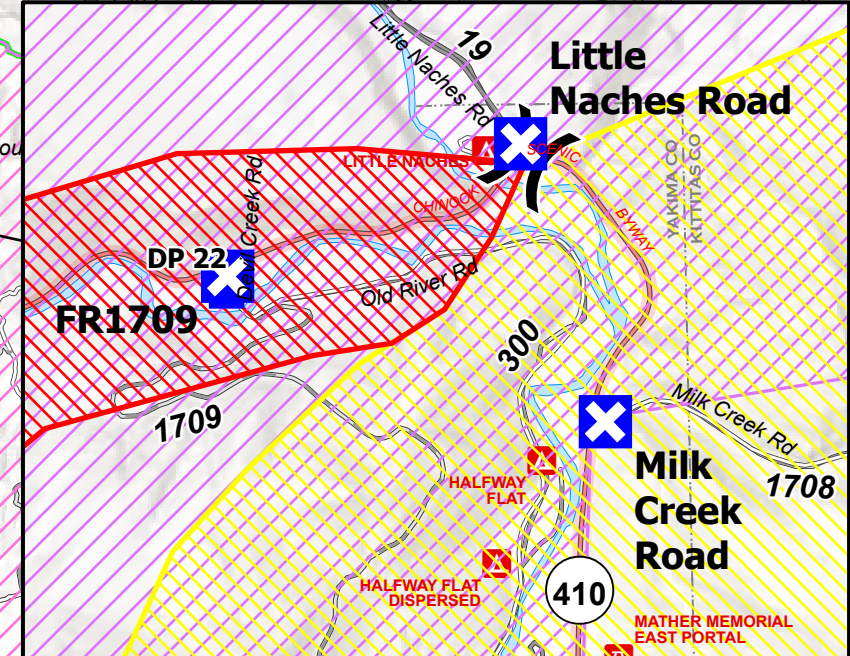 Little Naches Rd
19
Little
Naches Road
LITTLE NACHES
SCENIC
YAKIMA CO
KITTITAS CO
ou
CHINOOK
BYWAY
Devil Creek Rd
DP 22
Old River Rd
FR1709
300
1709
Milk Creek Rd
1708
HALFWAY
FLAT
Milk
Creek
Road
HALFWAY FLAT
DISPERSED
410
MATHER MEMORIAL
EAST PORTAL